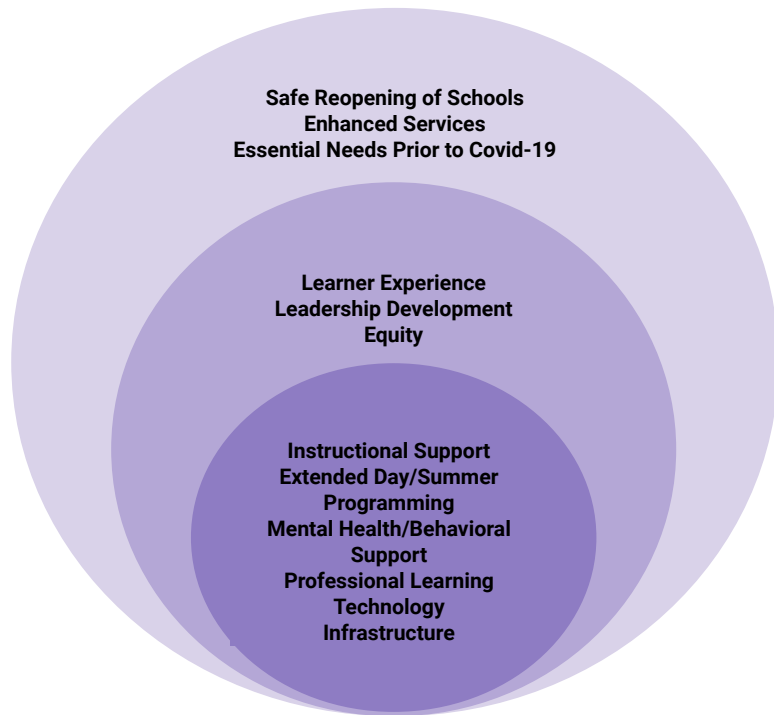 Safe Reopening of Schools
Enhanced Services
Essential Needs Prior to Covid-19
Learner Experience
Leadership Development
Equity
Instructional Support
Extended Day/Summer
Programming
Mental Health/Behavioral
Support
Professional Learning
Technology
Infrastructure